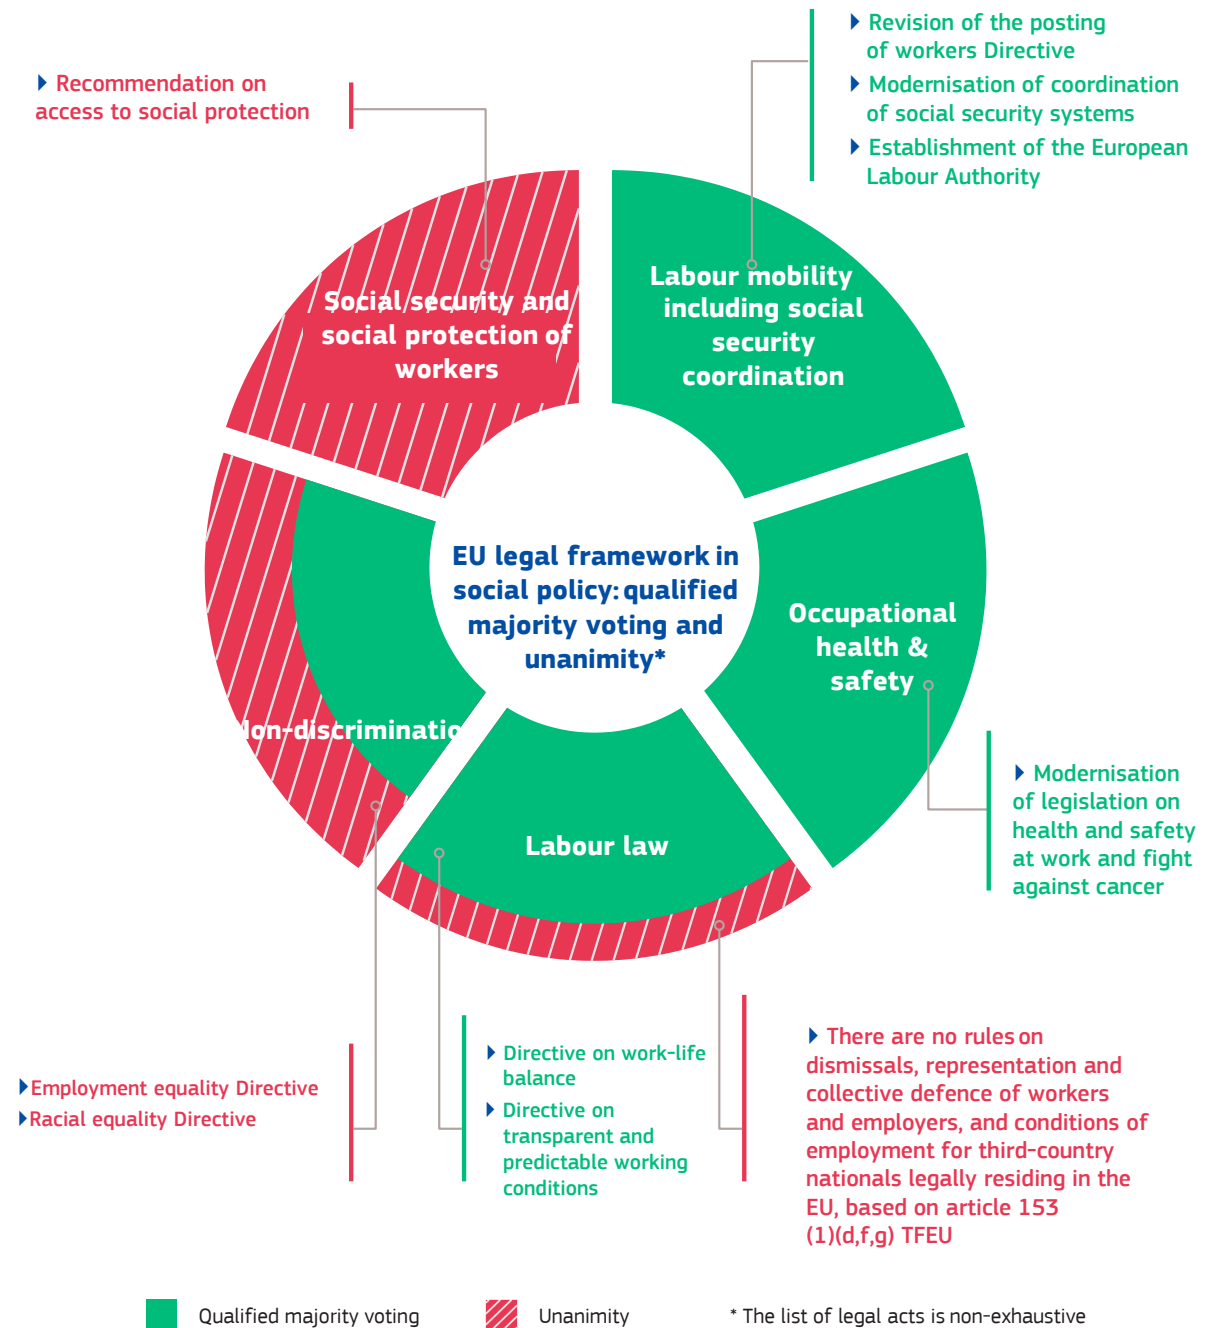 Recommendation on
access to social protection
Revision of the posting
of workers Directive
Modernisation of coordination
of social security systems
Establishment of the European
Labour Authority
Social security and
social protection of
workers
Labour mobility
including social
security
coordination
EU legal framework in
social policy: qualified
majority voting and
unanimity*
Occupational
health &
safety
Non-discriminatio
Labour law
Modernisation
of legislation on
health and safety
at work and fight
against cancer
Employment equality Directive
Racial equality Directive
Directive on work-life
balance
Directive on
transparent and
predictable working
conditions
There are no rules on
dismissals, representation and
collective defence of workers
and employers, and conditions of
employment for third-country
nationals legally residing in the
EU, based on article 153
(1)(d,f,g) TFEU
Qualified majority voting
Unanimity
* The list of legal acts is non-exhaustive